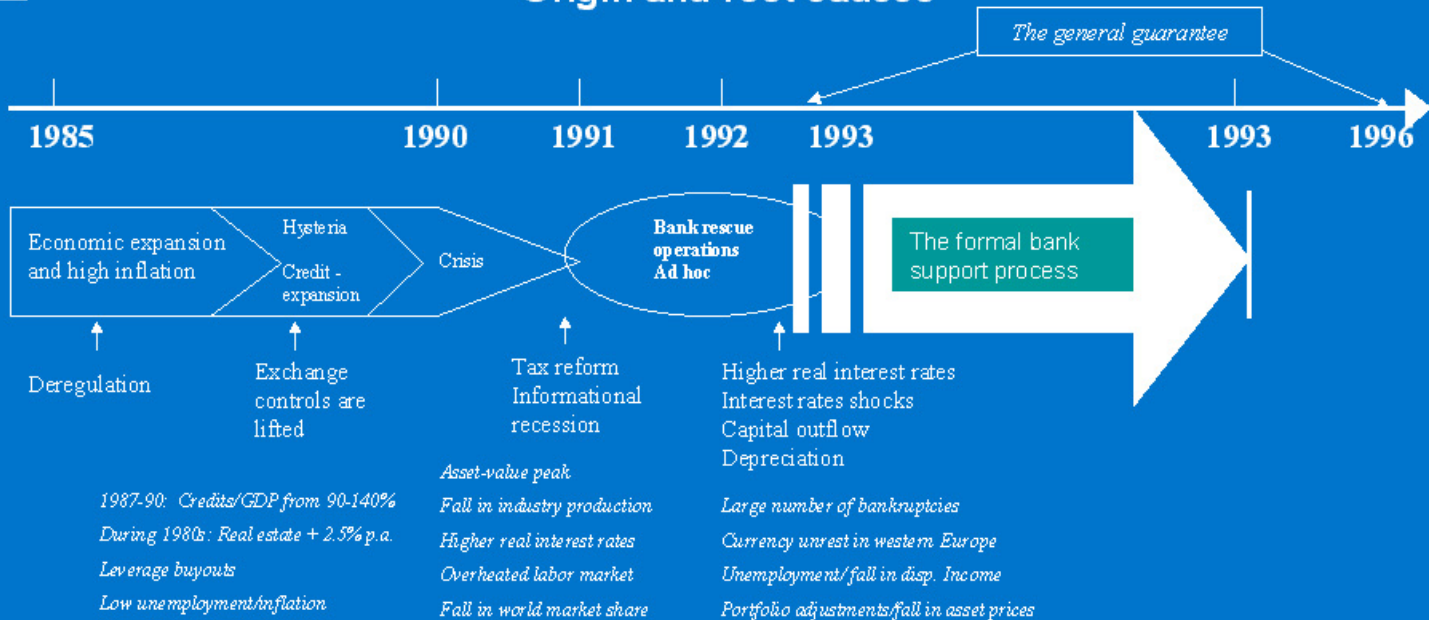 The general guarantee
1985
1990
1991
1992
1993
1993
1996
Economic expansion
and high inflation
Hysteria
Credit -
expansion
Crisis
Bank rescue
operations
Ad hoc
The formal bank
support process
Deregulation
Exchange
controls are
lifted
Tax reform
Informational
recession
Higher real interest rates
Interest rates shocks
Capital outflow
Depreciation
1987-90: Credits/GDP from 90-140%
During 1980s: Real estate + 2.5% p.a.
Leverage buyouts
Low unemployment/inflation
Asset-value peak
Fall in industry production
Higher real interest rates
Overheated labor market
Fall in world market share
Large number of bankruptcies
Currency unrest in western Europe
Unemployment/fall in disp. Income
Portfolio adjustments/fall in asset prices